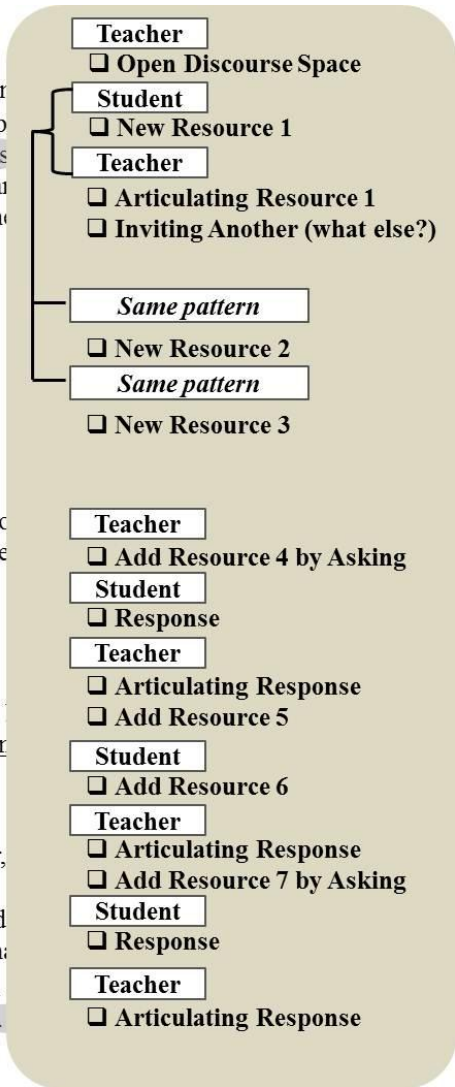 Teacher
❑ Open Discourse Space
Student
❑ New Resource 1
Teacher
❑ Articulating Resource 1
❑ Inviting Another (what else?)
Same pattern
❑ New Resource 2
Same pattern
❑ New Resource 3
Teacher
❑ Add Resource 4 by Asking
Student
❑ Response
Teacher
❑ Articulating Response
❑ Add Resource 5
Student
❑ Add Resource 6
Teacher
❑ Articulating Response
❑ Add Resource 7 by Asking
Student
❑ Response
Teacher
❑ Articulating Response